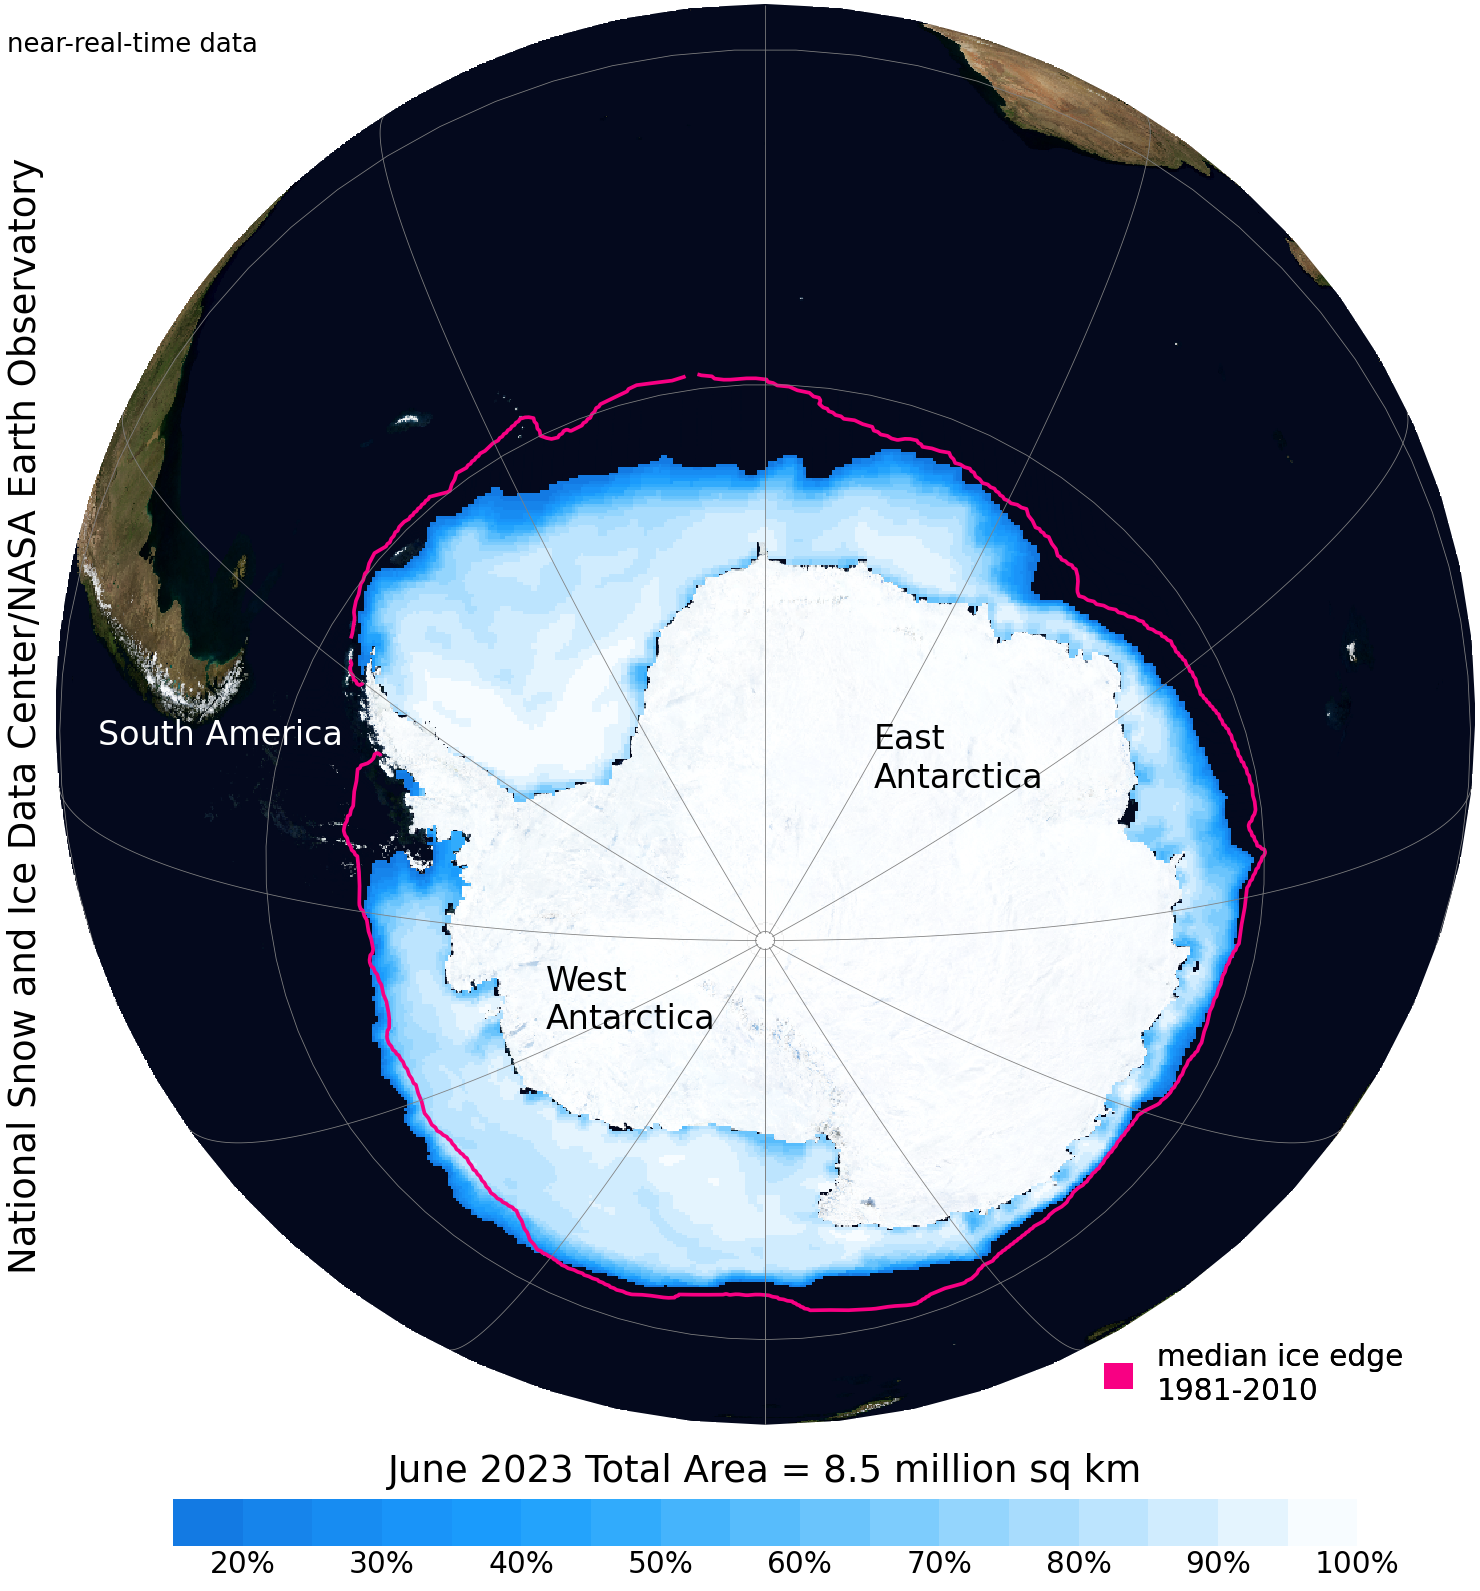 near-real-time data
National Snow and Ice Data Center/NASA Earth Observatory
South America
East
Antarctica
West
Antarctica
median ice edge
1981-2010
June 2023 Total Area = 8.5 million sq km
20% 30% 40% 50% 60% 70% 80% 90% 100%